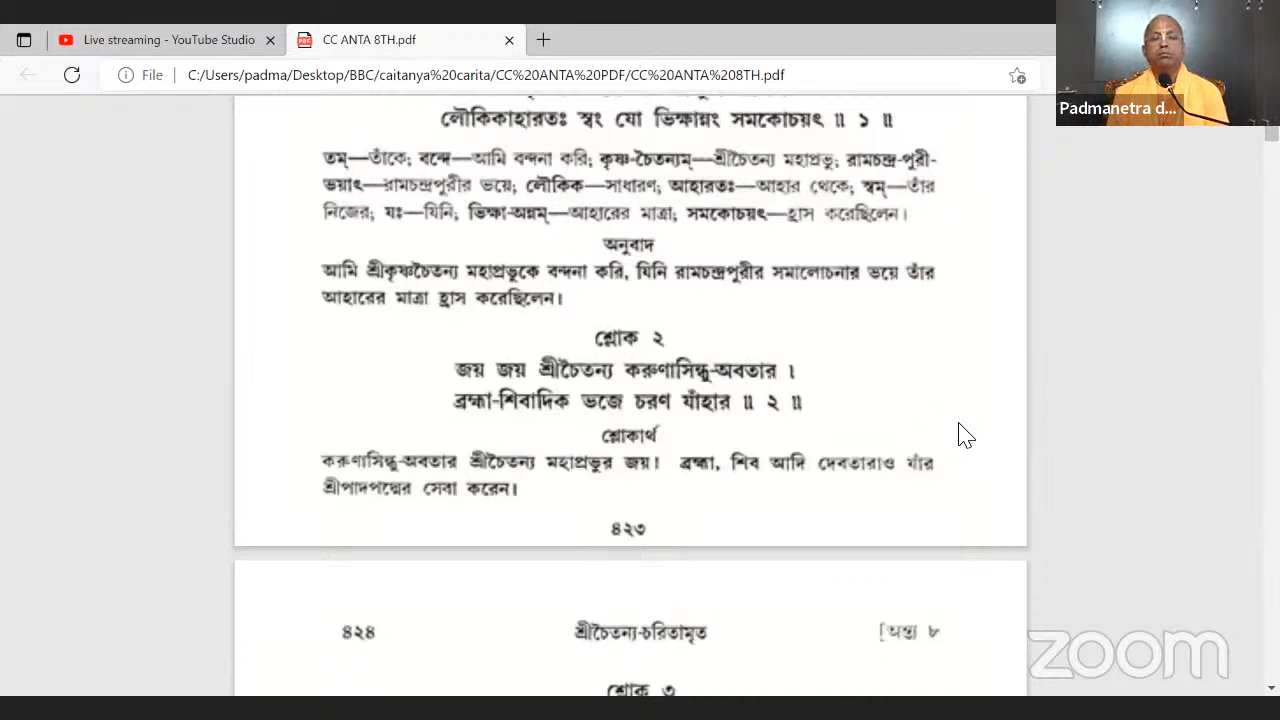 Live streaming - YouTube Studio
CC ANTA 8TH.pdf
File
C:/Users/padma/Desktop/BBC/caitanya%20carita/CC%20ANTA%20PDF/CC%20ANTA%208TH.pdf
Padmanetra d...
লৌকিকাহারতঃ স্বং যো ভিক্ষান্নং সমকোচয়ৎ ॥ ১ ॥
তম্—তাঁকে; বন্দে—আমি বন্দনা করি; কৃষ্ণ-চৈতন্যম্—শ্রীচৈতন্য মহাপ্রভু; রামচন্দ্র-পুরী-
ভয়াৎ—রামচন্দ্রপুরীর ভয়ে; লৌকিক—সাধারণ; আহারতঃ—আহার থেকে; স্বম্—তাঁর
নিজের; যঃ—যিনি; ভিক্ষা-অন্নম্—আহারের মাত্রা; সমকোচয়ৎ—হ্রাস করেছিলেন।
অনুবাদ
আমি শ্রীকৃষ্ণচৈতন্য মহাপ্রভুকে বন্দনা করি, যিনি রামচন্দ্রপুরীর সমালোচনার ভয়ে তাঁর
আহারের মাত্রা হ্রাস করেছিলেন।
শ্লোক ২
জয় জয় শ্রীচৈতন্য করুণাসিন্ধু-অবতার ।
ব্রহ্মা-শিবাদিক ভজে চরণ যাঁহার ॥ ২ ॥
শ্লোকার্থ
করুণাসিন্ধু-অবতার শ্রীচৈতন্য মহাপ্রভুর জয়। ব্রহ্মা, শিব আদি দেবতারাও যাঁর
শ্রীপাদপদ্মের সেবা করেন।
৪২৩
৪২৪ শ্রীচৈতন্য-চরিতামৃত [অন্ত্য ৮
শ্লোক ৩
zoom